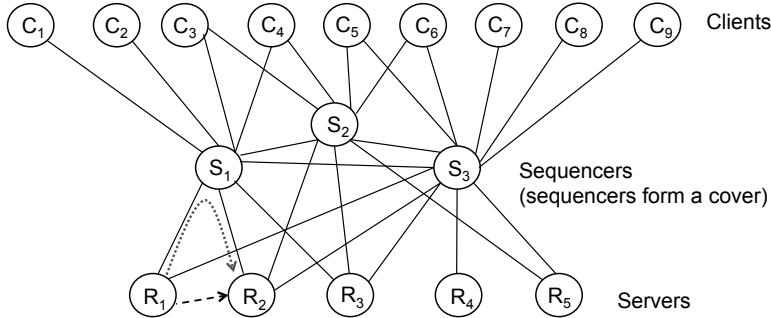 C₁ C₂ C₃ C₄ C₅ C₆ C₇ C₈ C₉ Clients
S₂
S₁ S₃
Sequencers
(sequencers form a cover)
R₁ R₂ R₃ R₄ R₅ Servers